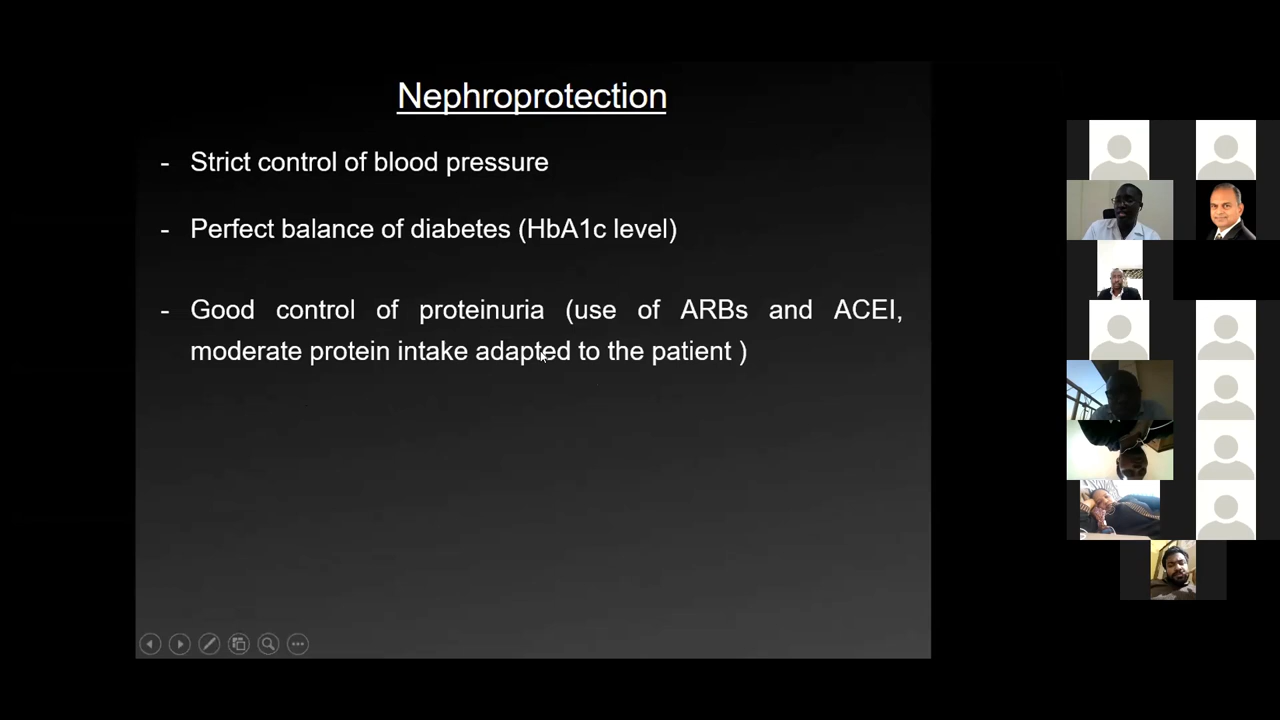 Nephroprotection
- Strict control of blood pressure
- Perfect balance of diabetes (HbA1c level)
- Good control of proteinuria (use of ARBs and ACEI,
moderate protein intake adapted to the patient )